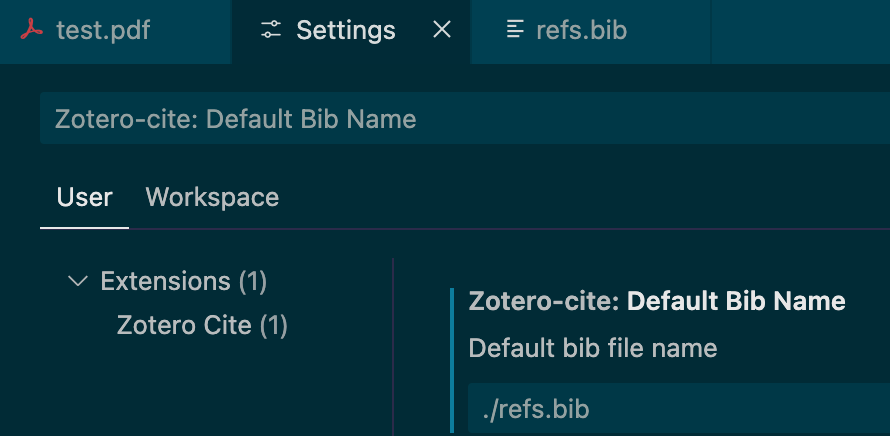 test.pdf Settings refs.bib
Zotero-cite: Default Bib Name
User Workspace
Extensions (1)
Zotero Cite (1)
Zotero-cite: Default Bib Name
Default bib file name
./refs.bib